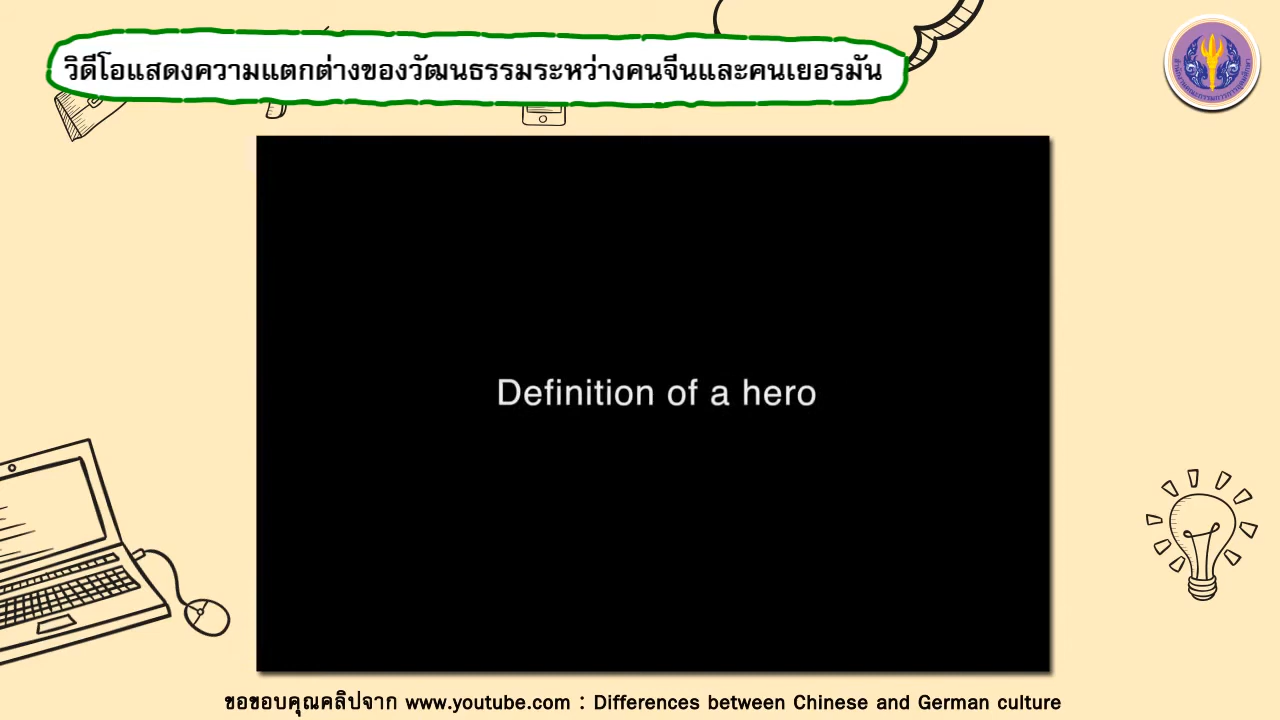 วิดีโอแสดงความแตกต่างของวัฒนธรรมระหว่างคนจีนและคนเยอรมัน
Definition of a hero
ขอขอบคุณคลิปจาก www.youtube.com : Differences between Chinese and German culture